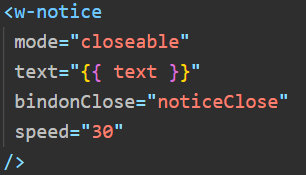 <w-notice
mode="closeable"
text="{{ text }}"
bindonClose="noticeClose"
speed="30"
/>